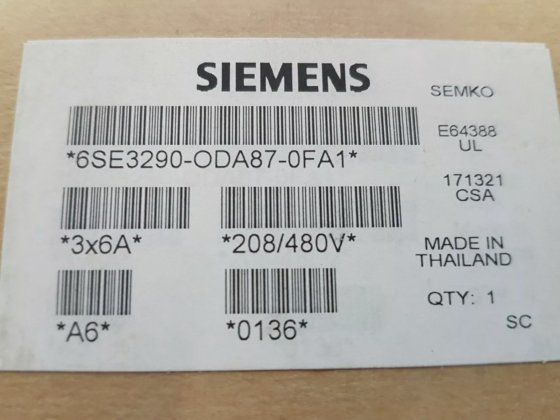 SIEMENS
SEMKO
*6SE3290-ODA87-0FA1*
E64388
UL
171321
CSA
*3x6A*
*208/480V*
MADE IN
THAILAND
*A6*
*0136*
QTY: 1
SC